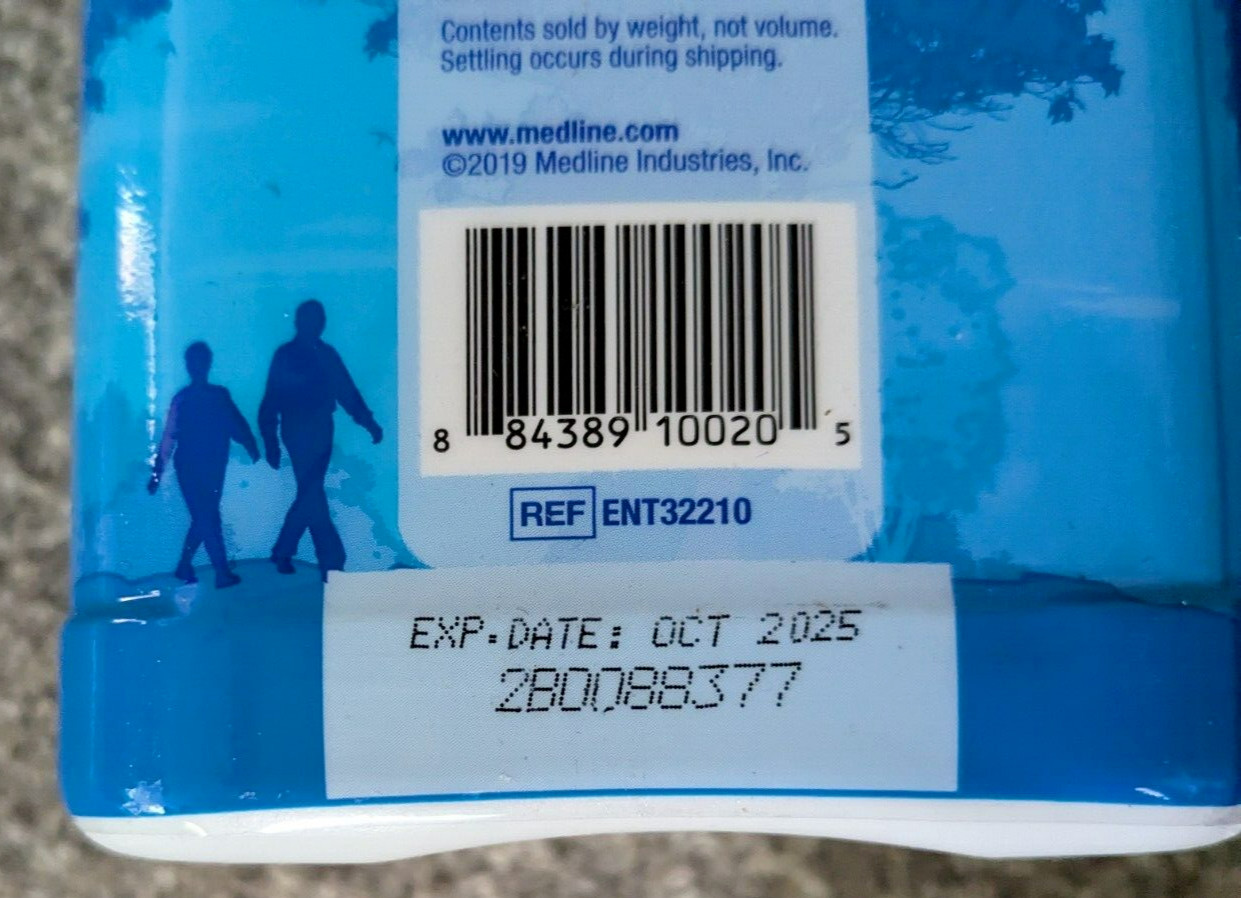 Contents sold by weight, not volume.
Settling occurs during shipping.
www.medline.com
©2019 Medline Industries, Inc.
8 84389 10020 5
REF ENT32210
EXP.DATE: OCT 2025
2BD088377